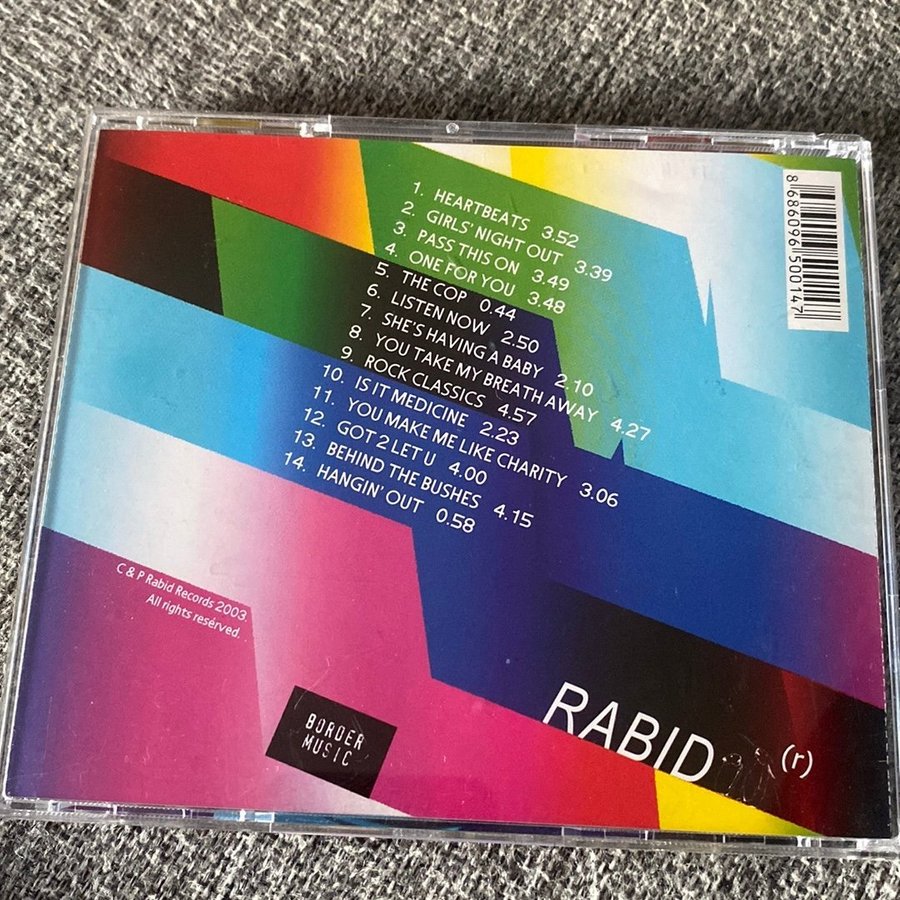 1. HEARTBEATS 3.52
2. GIRLS' NIGHT OUT 3.39
3. PASS THIS ON 3.49
4. ONE FOR YOU 3.48
5. THE COP 0.44
6. LISTEN NOW 2.50
7. SHE'S HAVING A BABY 2.10
8. YOU TAKE MY BREATH AWAY 4.27
9. ROCK CLASSICS 4.57
10. IS IT MEDICINE 2.23
11. YOU MAKE ME LIKE CHARITY 3.06
12. GOT 2 LET U 4.00
13. BEHIND THE BUSHES 4.15
14. HANGIN' OUT 0.58
8 686096 500147
C & P Rabid Records 2003.
All rights reserved.
BORDER
MUSIC
RABID (r)